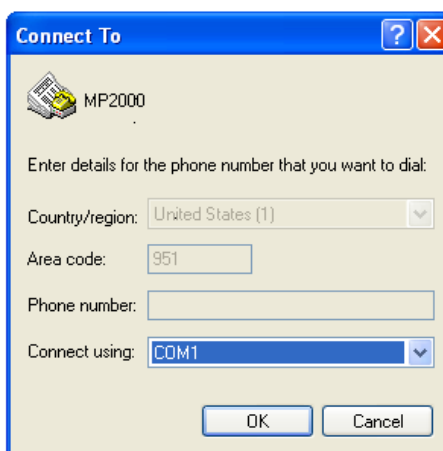 Connect To
MP2000
Enter details for the phone number that you want to dial:
Country/region: United States (1)
Area code: 951
Phone number:
Connect using: COM1
OK Cancel